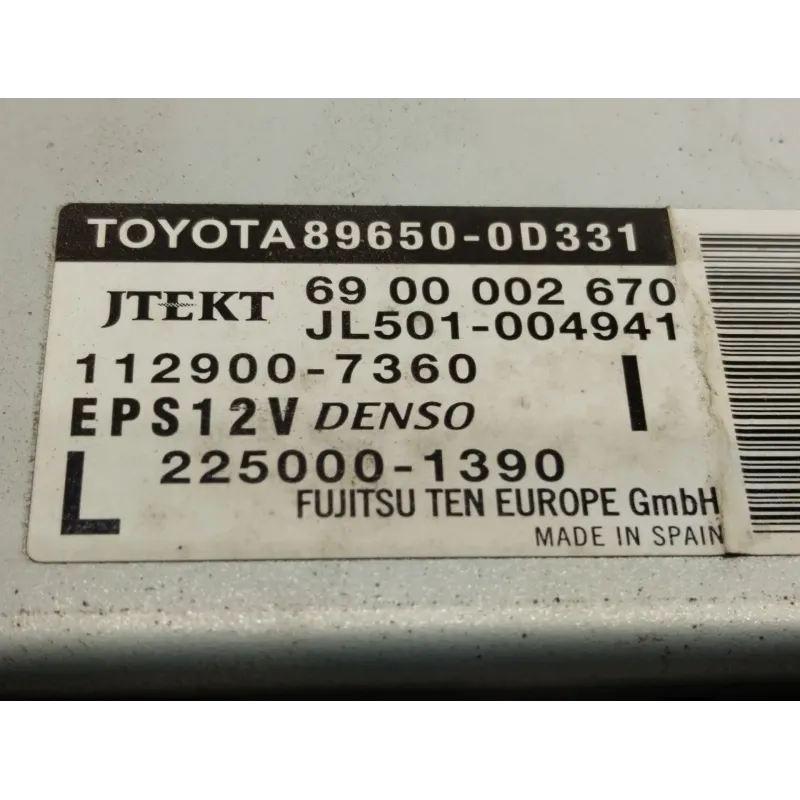 TOYOTA 89650-0D331
JTEKT 69 00 002 670
JL501-004941
112900-7360 I
EPS12V DENSO
L 225000-1390
FUJITSU TEN EUROPE GmbH
MADE IN SPAIN